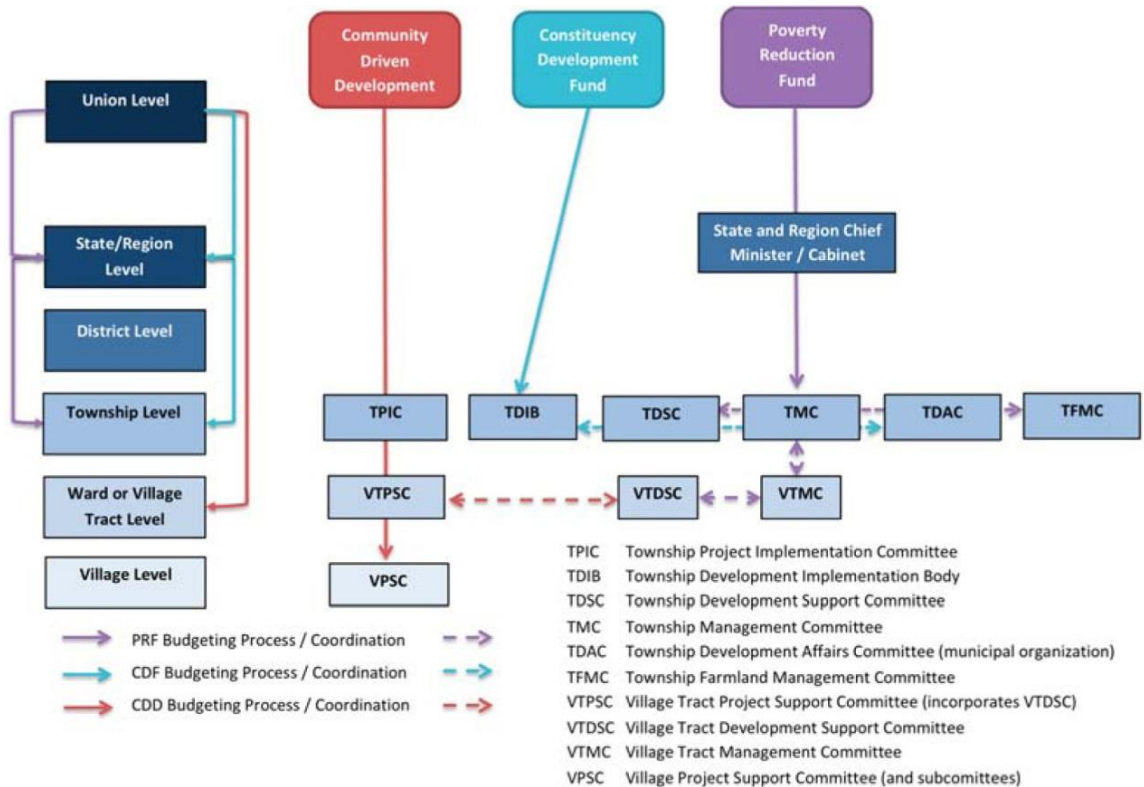 Community
Driven
Development
Constituency
Development
Fund
Poverty
Reduction
Fund
Union Level
State/Region
Level
State and Region Chief
Minister / Cabinet
District Level
Township Level
TPIC
TDIB
TDSC
TMC
TDAC
TFMC
Ward or Village
Tract Level
VTPSC
VTDSC
VTMC
Village Level
VPSC
PRF Budgeting Process / Coordination
CDF Budgeting Process / Coordination
CDD Budgeting Process / Coordination
TPIC Township Project Implementation Committee
TDIB Township Development Implementation Body
TDSC Township Development Support Committee
TMC Township Management Committee
TDAC Township Development Affairs Committee (municipal organization)
TFMC Township Farmland Management Committee
VTPSC Village Tract Project Support Committee (incorporates VTDSC)
VTDSC Village Tract Development Support Committee
VTMC Village Tract Management Committee
VPSC Village Project Support Committee (and subcomittees)